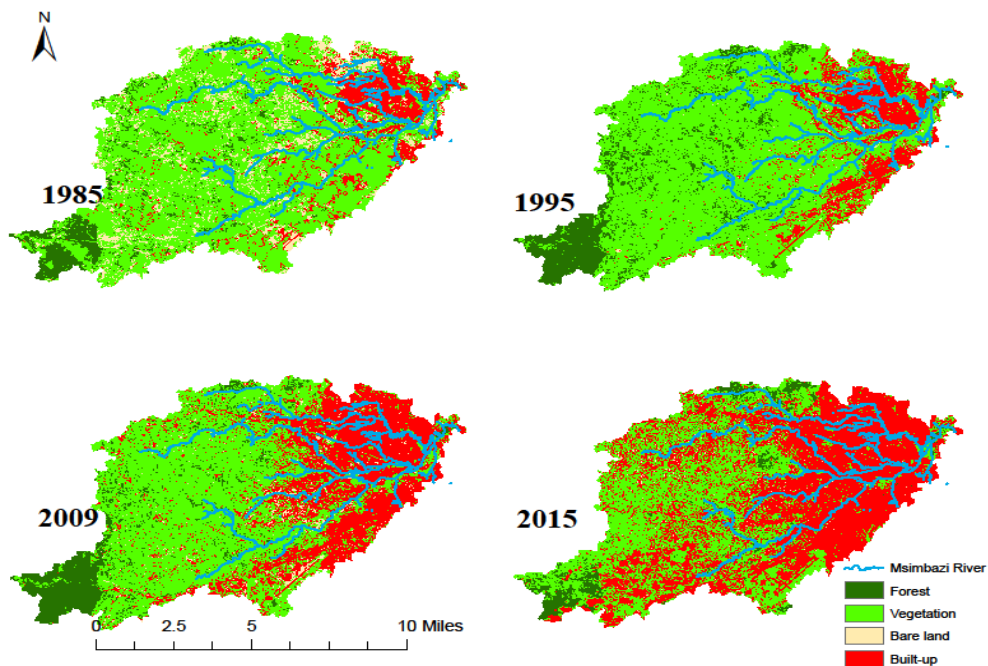 N
1985
1995
2009
2015
0 2.5 5 10 Miles
Msimbazi River
Forest
Vegetation
Bare land
Built-up